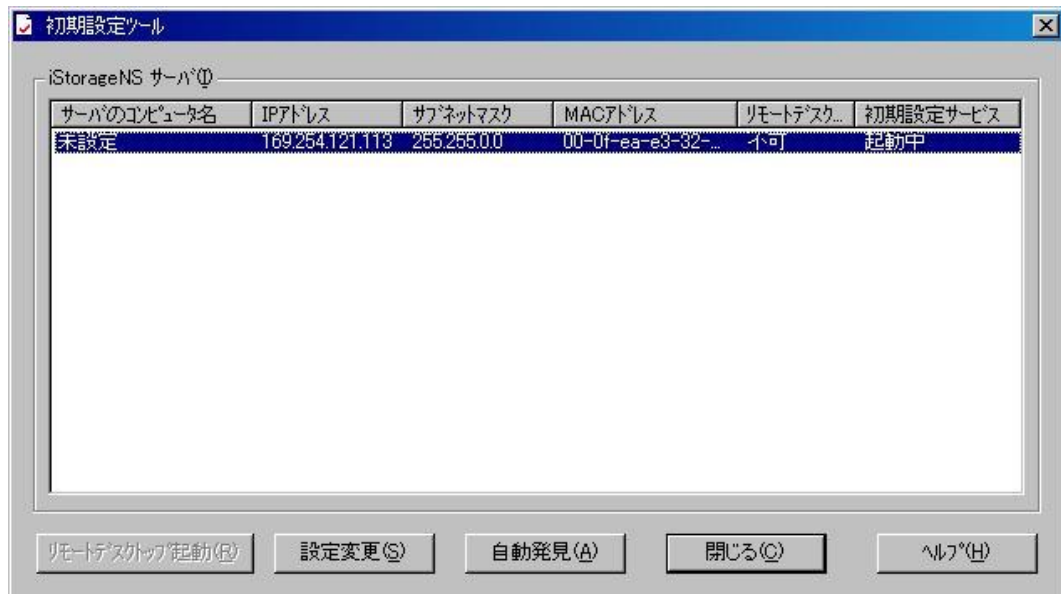 初期設定ツール
iStorageNS サーバ(I)
サーバのコンピュータ名 IPアドレス サブネットマスク MACアドレス リモートデスク... 初期設定サービス
未設定 169.254.121.113 255.255.0.0 00-0f-ea-e3-32-... 不可 起動中
リモートデスクトップ起動(R) 設定変更(S) 自動発見(A) 閉じる(C) ヘルプ(H)